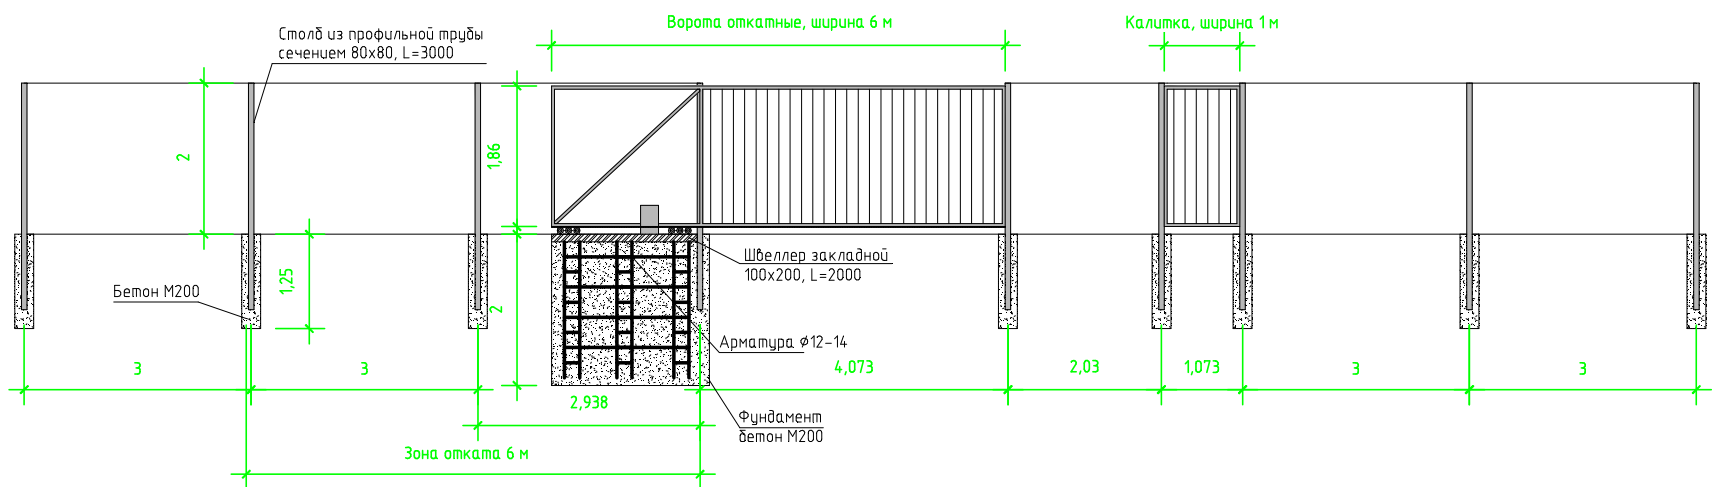 Ворота откатные, ширина 6 м
Калитка, ширина 1 м
Столб из профильной трубы
сечением 80х80, L=3000
2
1,86
Швеллер закладной
100х200, L=2000
1,25
Бетон М200
2
Арматура ϕ12-14
3
3
4,073
2,03
1,073
3
3
2,938
Фундамент
бетон М200
Зона отката 6 м